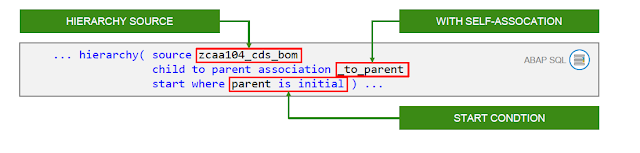 HIERARCHY SOURCE
WITH SELF-ASSOCATION
... hierarchy( source zcaa104_cds_bom
child to parent association _to_parent
start where parent is initial ) ...
ABAP SQL
START CONDTION